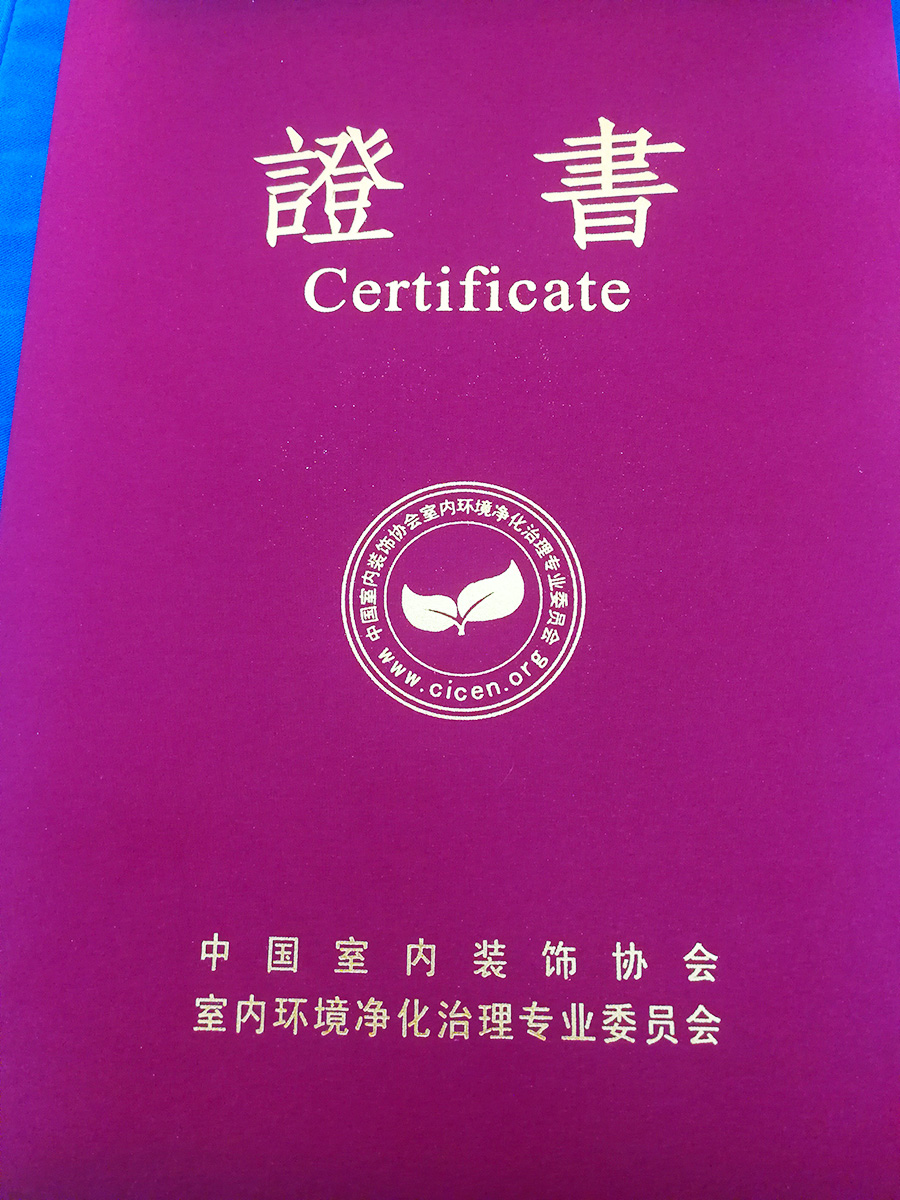 證書
Certificate
中国室内装饰协会室内环境净化治理专业委员会
www.cicen.org
中国室内装饰协会
室内环境净化治理专业委员会